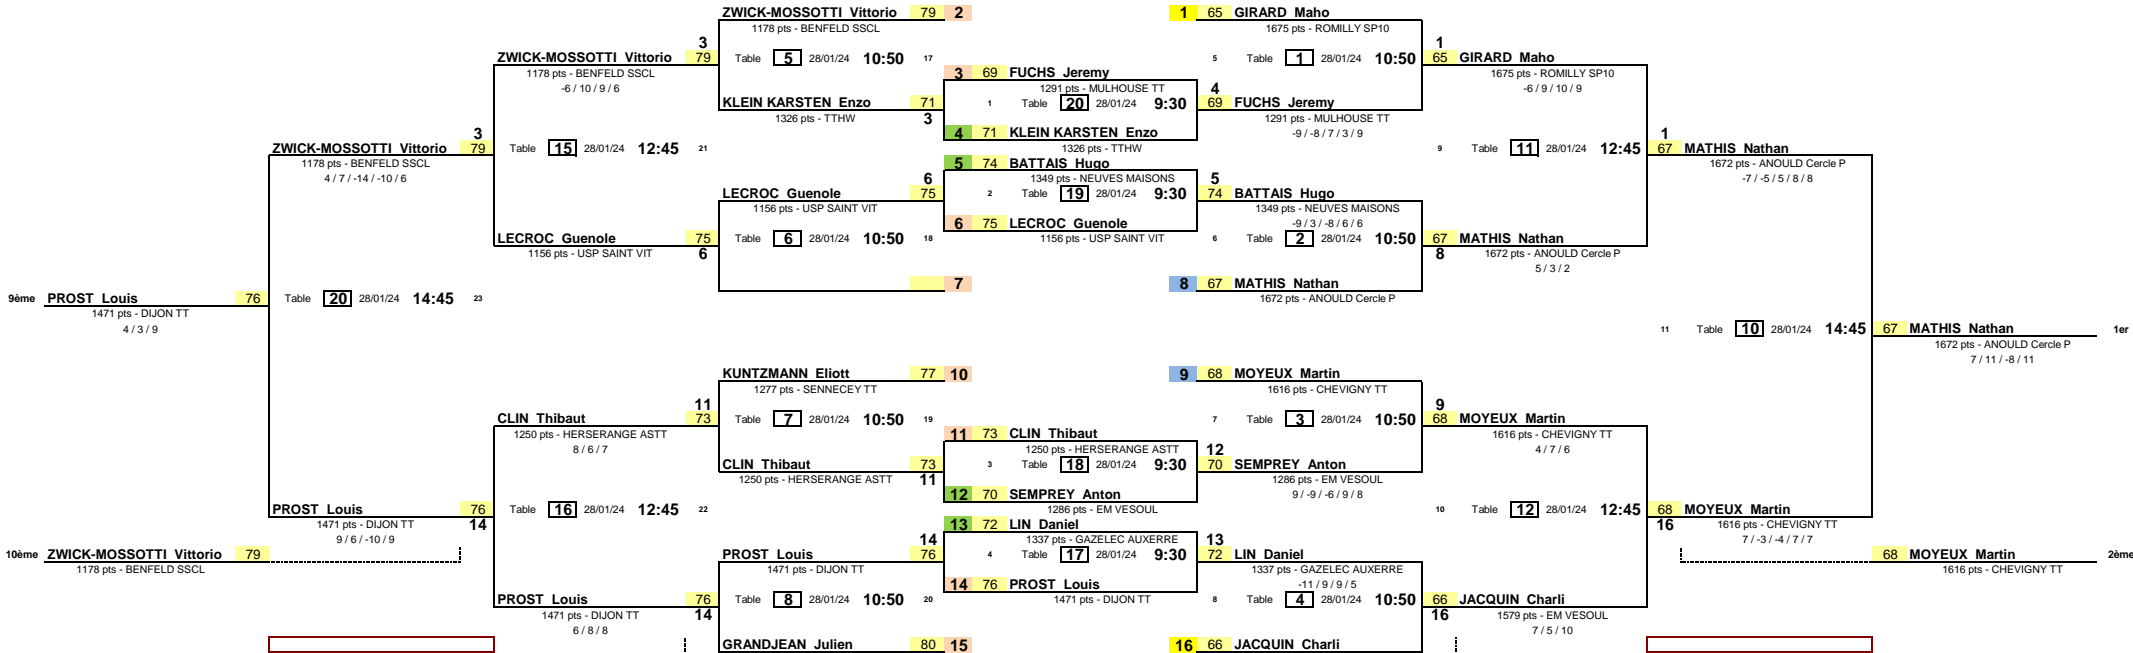 ZWICK-MOSSOTTI Vittorio 79 2 1 65 GIRARD Maho
1178 pts - BENFELD SSCL 1675 pts - ROMILLY SP10
3 1
ZWICK-MOSSOTTI Vittorio 79 Table 5 28/01/24 10:50 17 5 Table 1 28/01/24 10:50 65 GIRARD Maho
1178 pts - BENFELD SSCL 3 69 FUCHS Jeremy 1675 pts - ROMILLY SP10
-6 / 10 / 9 / 6 1291 pts - MULHOUSE TT 4 -6 / 9 / 10 / 9
KLEIN KARSTEN Enzo 71 1 Table 20 28/01/24 9:30 69 FUCHS Jeremy
1326 pts - TTHW 3 1291 pts - MULHOUSE TT
3 4 71 KLEIN KARSTEN Enzo -9 / -8 / 7 / 3 / 9 1
ZWICK-MOSSOTTI Vittorio 79 Table 15 28/01/24 12:45 21 1326 pts - TTHW 9 Table 11 28/01/24 12:45 67 MATHIS Nathan
1178 pts - BENFELD SSCL 5 74 BATTAIS Hugo 1672 pts - ANOULD Cercle P
4 / 7 / -14 / -10 / 6 6 1349 pts - NEUVES MAISONS 5 -7 / -5 / 5 / 8 / 8
LECROC Guenole 75 2 Table 19 28/01/24 9:30 74 BATTAIS Hugo
1156 pts - USP SAINT VIT 1349 pts - NEUVES MAISONS
6 75 LECROC Guenole -9 / 3 / -8 / 6 / 6
LECROC Guenole 75 Table 6 28/01/24 10:50 18 1156 pts - USP SAINT VIT 6 Table 2 28/01/24 10:50 67 MATHIS Nathan
1156 pts - USP SAINT VIT 6 8 1672 pts - ANOULD Cercle P
5 / 3 / 2
7 8 67 MATHIS Nathan
9ème PROST Louis 76 Table 20 28/01/24 14:45 23 1672 pts - ANOULD Cercle P
1471 pts - DIJON TT
4 / 3 / 9 11 Table 10 28/01/24 14:45 67 MATHIS Nathan 1er
1672 pts - ANOULD Cercle P
7 / 11 / -8 / 11
KUNTZMANN Eliott 77 10 9 68 MOYEUX Martin
1277 pts - SENNECEY TT 1616 pts - CHEVIGNY TT
11 9
CLIN Thibaut 73 Table 7 28/01/24 10:50 19 7 Table 3 28/01/24 10:50 68 MOYEUX Martin
1250 pts - HERSERANGE ASTT 11 73 CLIN Thibaut 1616 pts - CHEVIGNY TT
8 / 6 / 7 1250 pts - HERSERANGE ASTT 12 4 / 7 / 6
CLIN Thibaut 73 3 Table 18 28/01/24 9:30 70 SEMPREY Anton
1250 pts - HERSERANGE ASTT 11 1286 pts - EM VESOUL
12 70 SEMPREY Anton 9 / -9 / -6 / 9 / 8
PROST Louis 76 Table 16 28/01/24 12:45 22 1286 pts - EM VESOUL 10 Table 12 28/01/24 12:45 68 MOYEUX Martin
1471 pts - DIJON TT 14 13 72 LIN Daniel 16 1616 pts - CHEVIGNY TT
9 / 6 / -10 / 9 14 1337 pts - GAZELEC AUXERRE 13 7 / -3 / -4 / 7 / 7
10ème ZWICK-MOSSOTTI Vittorio 79 PROST Louis 76 4 Table 17 28/01/24 9:30 72 LIN Daniel 68 MOYEUX Martin 2ème
1178 pts - BENFELD SSCL 1471 pts - DIJON TT 1337 pts - GAZELEC AUXERRE 1616 pts - CHEVIGNY TT
14 76 PROST Louis -11 / 9 / 9 / 5
PROST Louis 76 Table 8 28/01/24 10:50 20 1471 pts - DIJON TT 8 Table 4 28/01/24 10:50 66 JACQUIN Charli
1471 pts - DIJON TT 14 16 1579 pts - EM VESOUL
6 / 8 / 8 7 / 5 / 10
GRANDJEAN Julien 80 15 16 66 JACQUIN Charli